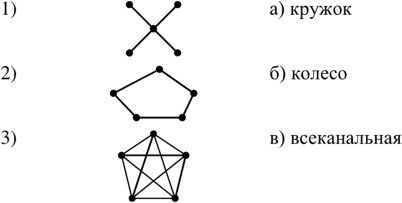 1) а) кружок
2) б) колесо
3) в) всеканальная